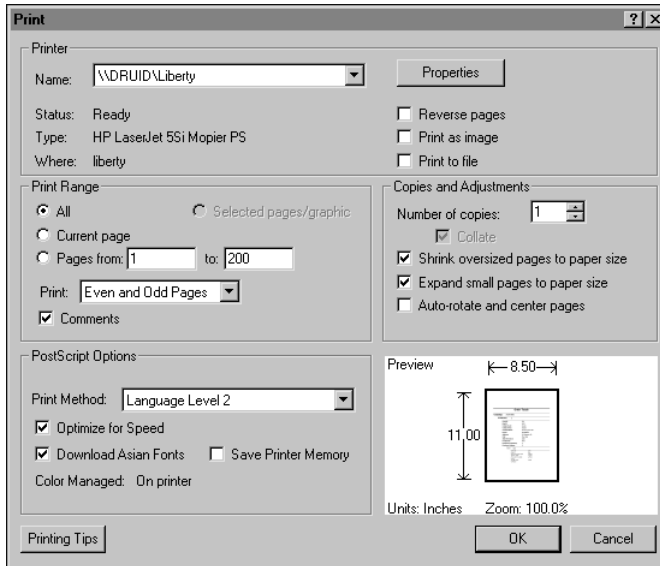 Print
Printer
Name: \\DRUID\Liberty
Properties
Status: Ready
Reverse pages
Type: HP LaserJet 5Si Mopier PS
Print as image
Where: liberty
Print to file
Print Range
All
Selected pages/graphic
Current page
Pages from: 1 to: 200
Print: Even and Odd Pages
Comments
Copies and Adjustments
Number of copies: 1
Collate
Shrink oversized pages to paper size
Expand small pages to paper size
Auto-rotate and center pages
PostScript Options
Print Method: Language Level 2
Optimize for Speed
Download Asian Fonts Save Printer Memory
Color Managed: On printer
Preview
8.50
11.00
Units: Inches Zoom: 100.0%
Printing Tips
OK
Cancel